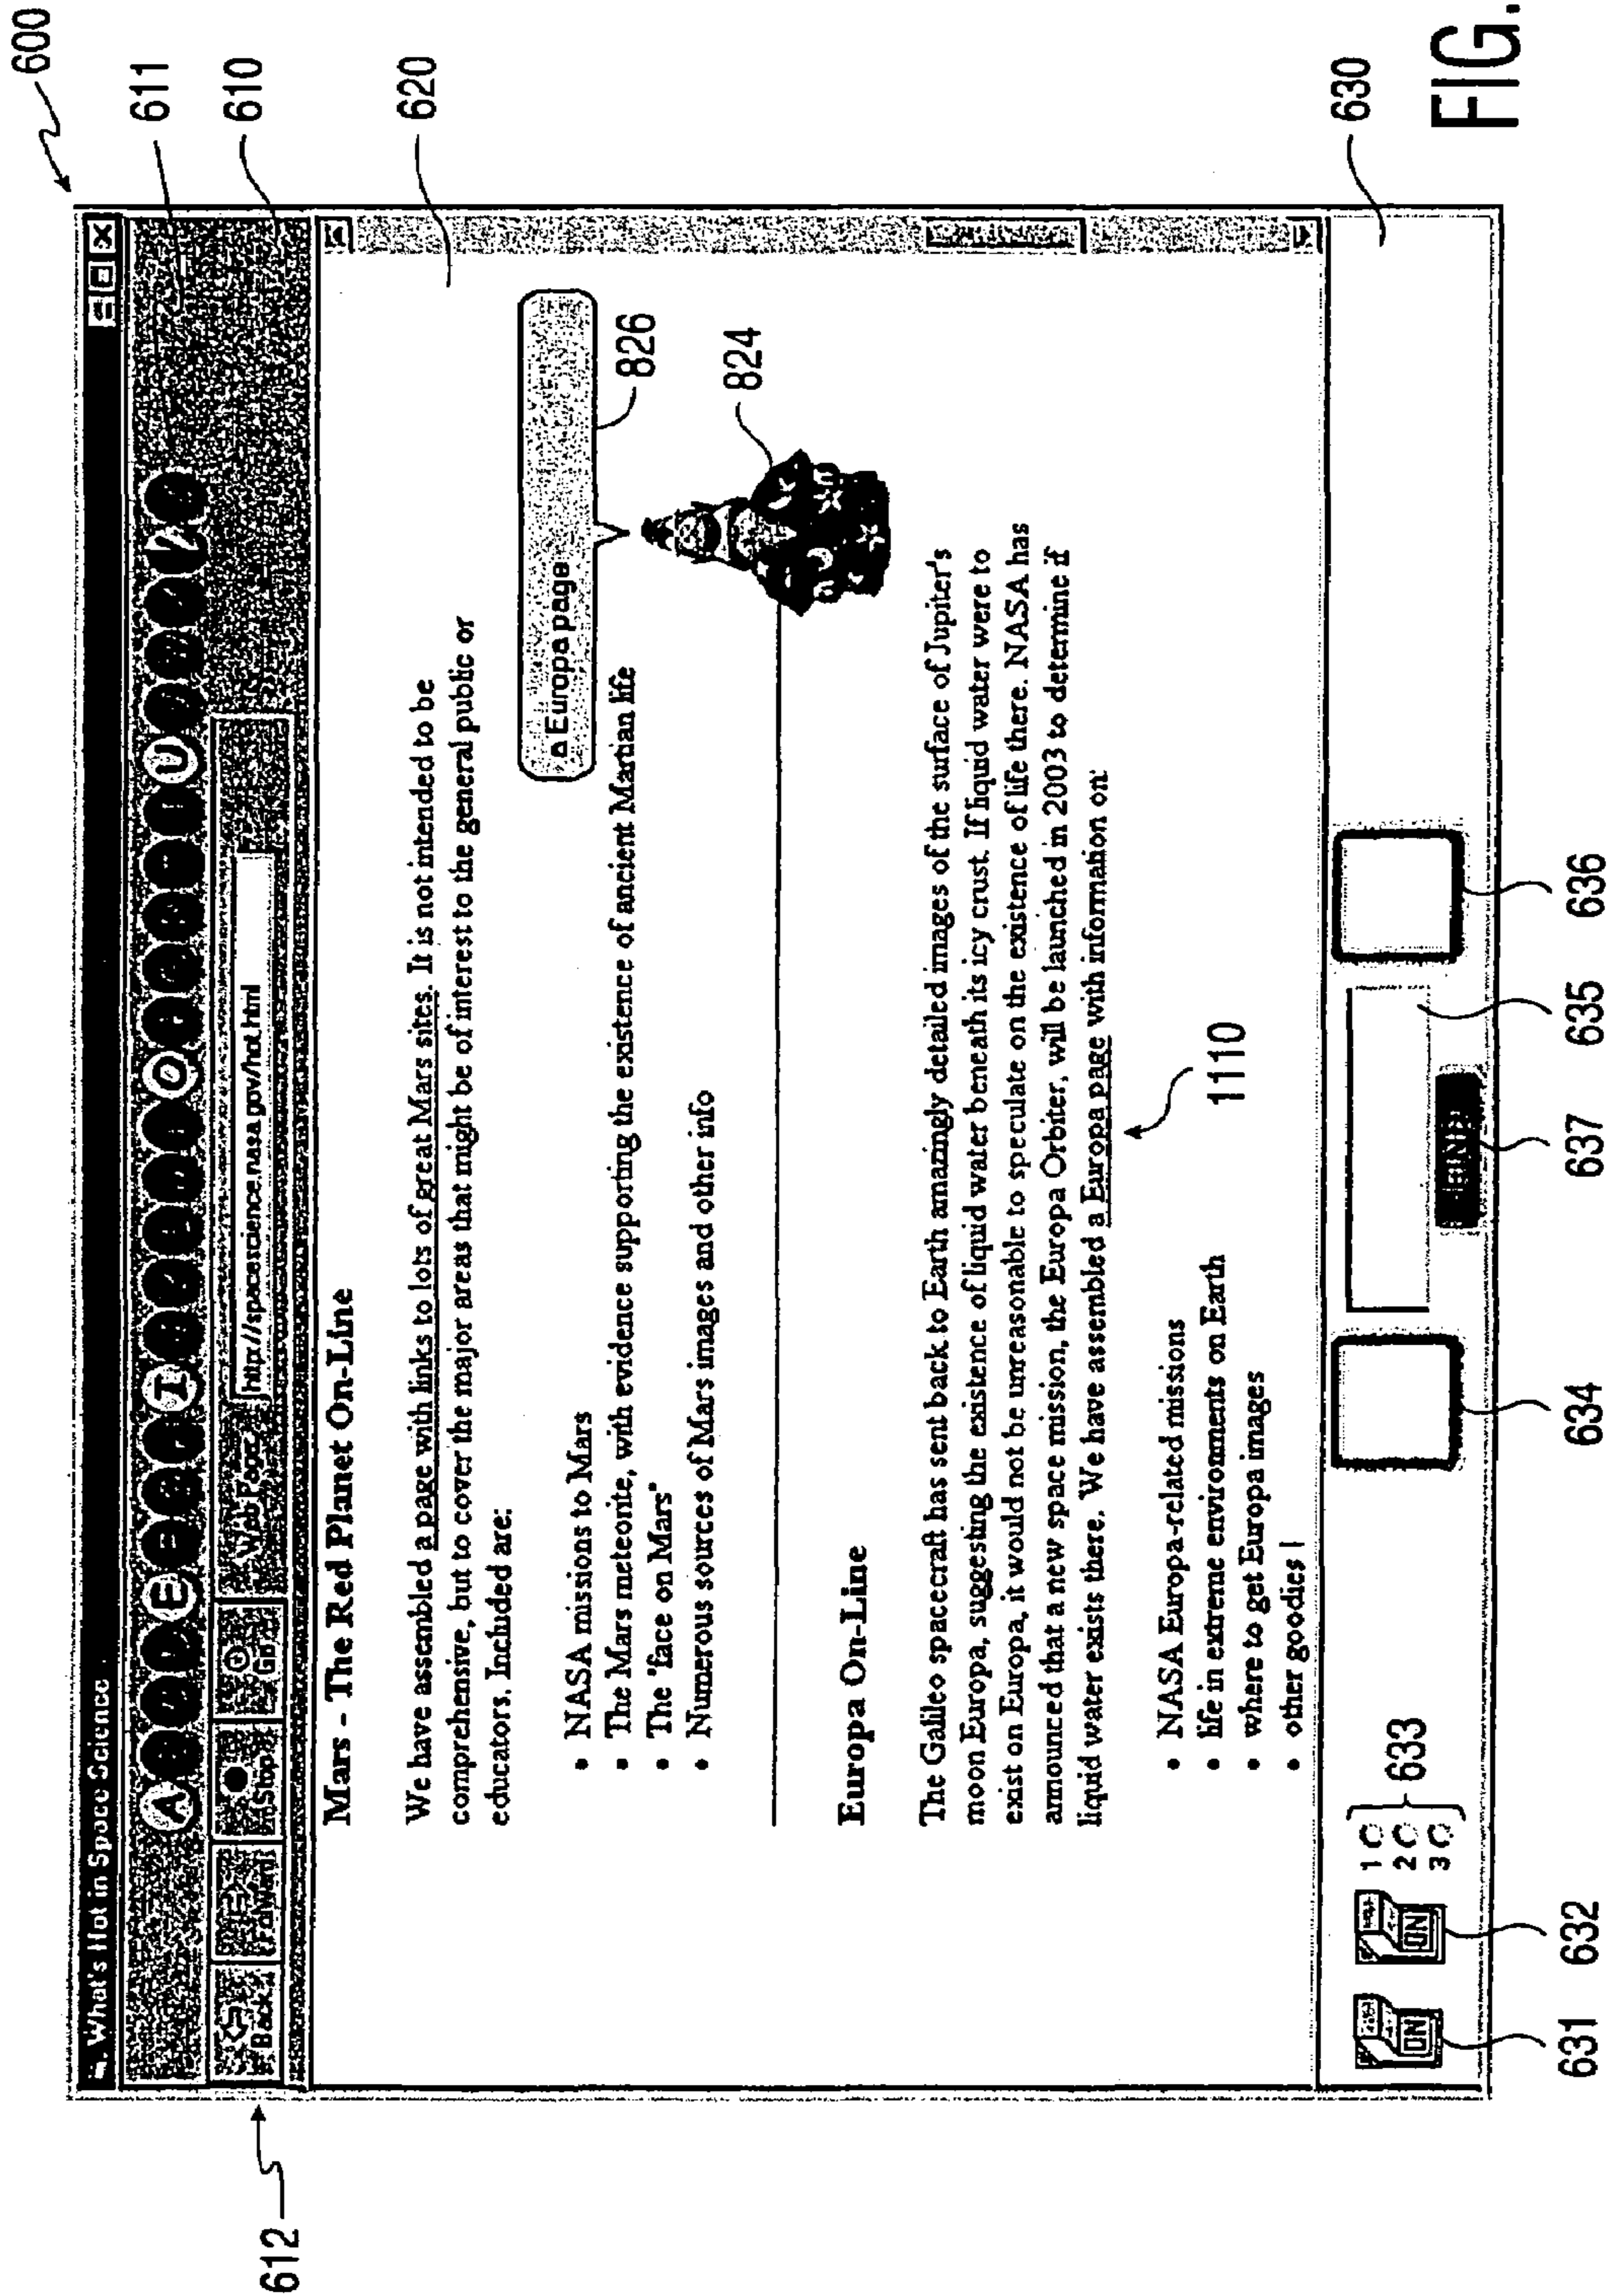 600
What's Hot in Space Science
611
A B E T O U
610
612
Back Forward Stop Go Web Page http://spacescience.nasa.gov/hot.html
Mars - The Red Planet On-Line
620
We have assembled a page with links to lots of great Mars sites. It is not intended to be
comprehensive, but to cover the major areas that might be of interest to the general public or
educators. Included are:
a Europa page
826
• NASA missions to Mars
• The Mars meteorite, with evidence supporting the existence of ancient Martian life
• The "face on Mars"
• Numerous sources of Mars images and other info
824
Europa On-Line
The Galileo spacecraft has sent back to Earth amazingly detailed images of the surface of Jupiter's
moon Europa, suggesting the existence of liquid water beneath its icy crust. If liquid water were to
exist on Europa, it would not be unreasonable to speculate on the existence of life there. NASA has
announced that a new space mission, the Europa Orbiter, will be launched in 2003 to determine if
liquid water exists there. We have assembled a Europa page with information on:
1110
• NASA Europa-related missions
• life in extreme environments on Earth
• where to get Europa images
• other goodies!
630
ON
ON
1
2
3
633
631
632
634
637
635
636
FIG.